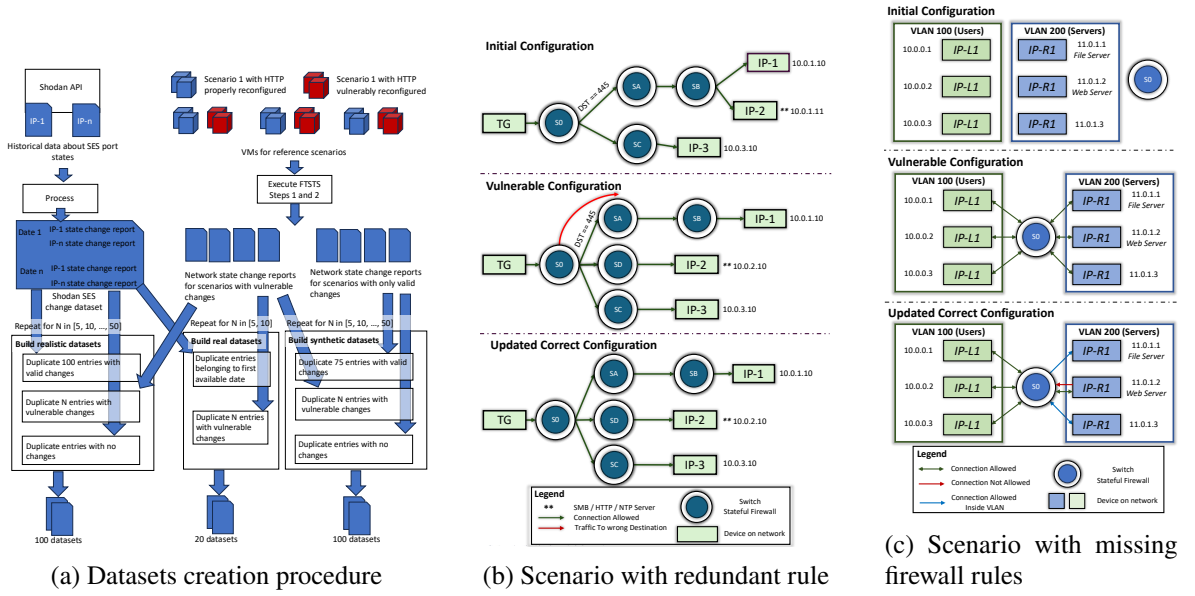 Shodan API
IP-1
IP-n
Historical data about SES port
states
Process
Date 1
IP-1 state change report
IP-n state change report
Date n
IP-1 state change report
IP-n state change report
Shodan SES
change dataset
Scenario 1 with HTTP
properly reconfigured
Scenario 1 with HTTP
vulnerably reconfigured
VMs for reference scenarios
Execute FTSTS
Steps 1 and 2
Network state change reports
for scenarios with vulnerable
changes
Network state change reports
for scenarios with only valid
changes
Repeat for N in [5, 10, ..., 50]
Build realistic datasets
Duplicate 100 entries with
valid changes
Duplicate N entries with
vulnerable changes
Duplicate entries with no
changes
100 datasets
Repeat for N in [5, 10]
Build real datasets
Duplicate entries
belonging to first
available date
Duplicate N entries
with vulnerable
changes
20 datasets
Repeat for N in [5, 10, ..., 50]
Build synthetic datasets
Duplicate 75 entries with valid
changes
Duplicate N entries with
vulnerable changes
Duplicate entries with no
changes
100 datasets
(a) Datasets creation procedure
Initial Configuration
TG
S0
DST == 445
SA
SB
SC
IP-1
10.0.1.10
IP-2
** 10.0.1.11
IP-3
10.0.3.10
Vulnerable Configuration
TG
S0
DST == 445
SA
SB
SD
SC
IP-1
10.0.1.10
IP-2
** 10.0.2.10
IP-3
10.0.3.10
Updated Correct Configuration
TG
S0
SA
SB
SD
SC
IP-1
10.0.1.10
IP-2
** 10.0.2.10
IP-3
10.0.3.10
Legend
** SMB / HTTP / NTP Server
Connection Allowed
Traffic To wrong Destination
Switch
Stateful Firewall
Device on network
(b) Scenario with redundant rule
Initial Configuration
VLAN 100 (Users)
10.0.0.1
IP-L1
10.0.0.2
IP-L1
10.0.0.3
IP-L1
VLAN 200 (Servers)
IP-R1
11.0.1.1
File Server
IP-R1
11.0.1.2
Web Server
IP-R1
11.0.1.3
S0
Vulnerable Configuration
VLAN 100 (Users)
10.0.0.1
IP-L1
10.0.0.2
IP-L1
10.0.0.3
IP-L1
S0
VLAN 200 (Servers)
IP-R1
11.0.1.1
File Server
IP-R1
11.0.1.2
Web Server
IP-R1
11.0.1.3
Updated Correct Configuration
VLAN 100 (Users)
10.0.0.1
IP-L1
10.0.0.2
IP-L1
10.0.0.3
IP-L1
S0
VLAN 200 (Servers)
IP-R1
11.0.1.1
File Server
IP-R1
11.0.1.2
Web Server
IP-R1
11.0.1.3
Legend
Connection Allowed
Connection Not Allowed
Connection Allowed
Inside VLAN
S0
Switch
Stateful Firewall
Device on network
(c) Scenario with missing
firewall rules